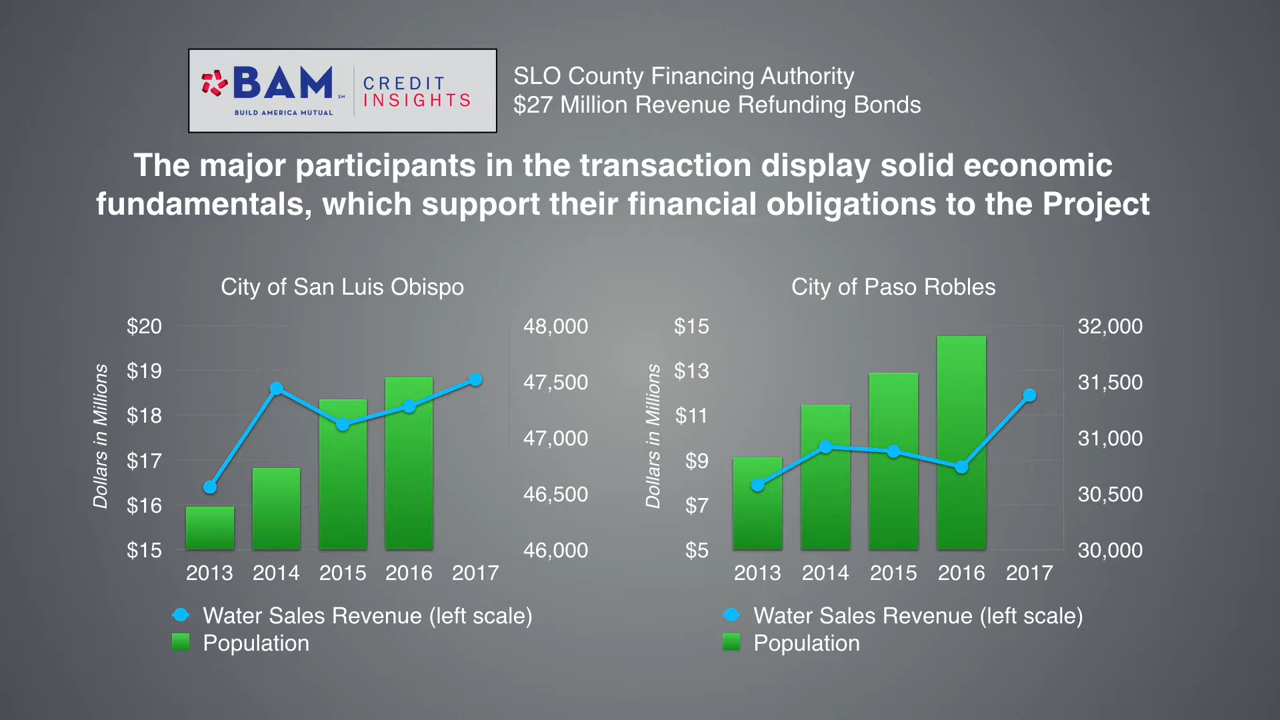 BAM SM
BUILD AMERICA MUTUAL
CREDIT
INSIGHTS
SLO County Financing Authority
$27 Million Revenue Refunding Bonds
The major participants in the transaction display solid economic
fundamentals, which support their financial obligations to the Project
City of San Luis Obispo
Dollars in Millions
$20
$19
$18
$17
$16
$15
48,000
47,500
47,000
46,500
46,000
2013 2014 2015 2016 2017
Water Sales Revenue (left scale)
Population
City of Paso Robles
Dollars in Millions
$15
$13
$11
$9
$7
$5
32,000
31,500
31,000
30,500
30,000
2013 2014 2015 2016 2017
Water Sales Revenue (left scale)
Population